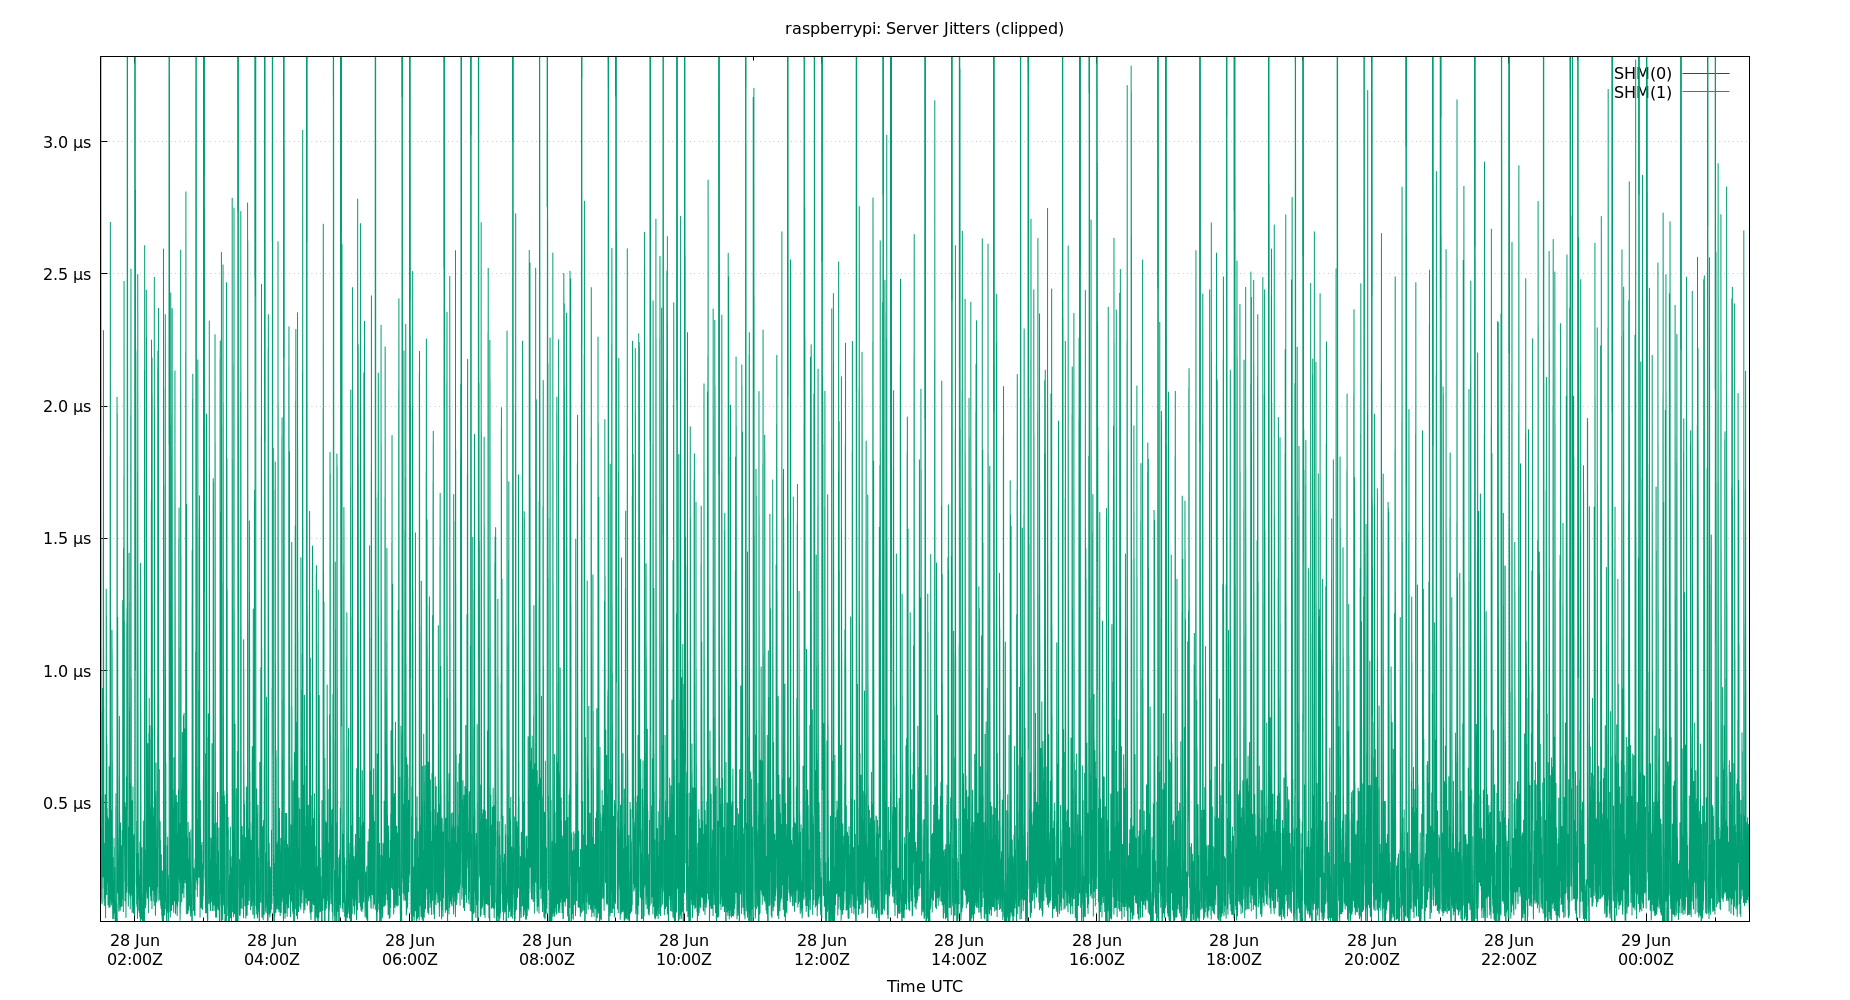 raspberrypi: Server Jitters (clipped)
SHM(0)
SHM(1)
3.0 µs
2.5 µs
2.0 µs
1.5 µs
1.0 µs
0.5 µs
28 Jun 28 Jun 28 Jun 28 Jun 28 Jun 28 Jun 28 Jun 28 Jun 28 Jun 28 Jun 28 Jun 29 Jun
02:00Z 04:00Z 06:00Z 08:00Z 10:00Z 12:00Z 14:00Z 16:00Z 18:00Z 20:00Z 22:00Z 00:00Z
Time UTC